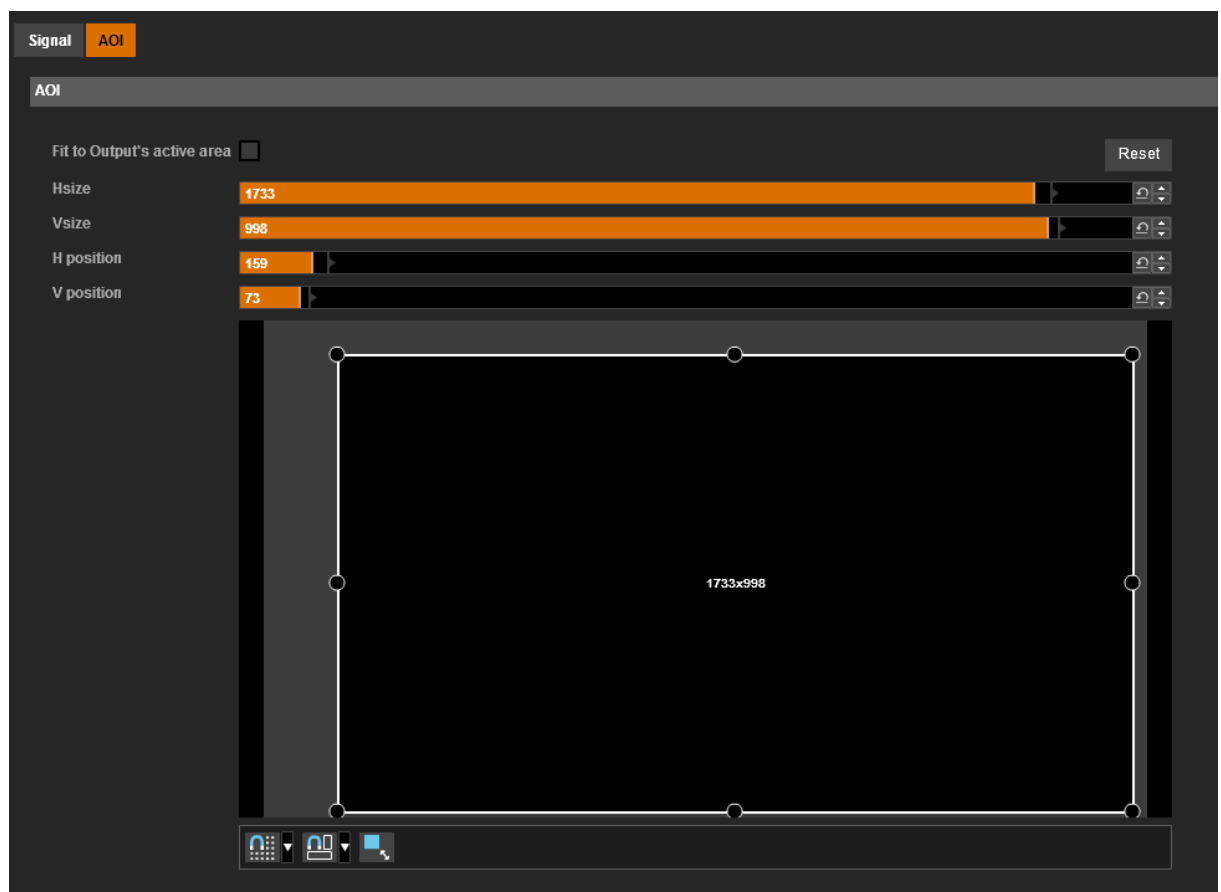 Signal AOI
AOI
Fit to Output's active area
Reset
Hsize
1733
Vsize
998
H position
159
V position
73
1733x998